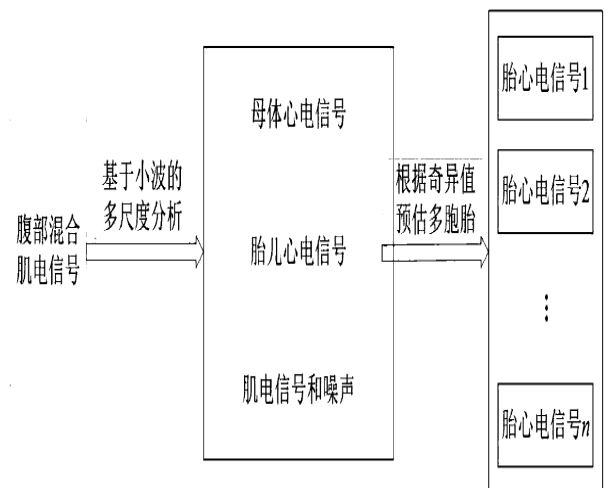 腹部混合
肌电信号
基于小波的
多尺度分析
母体心电信号
胎儿心电信号
肌电信号和噪声
根据奇异值
预估多胞胎
胎心电信号1
胎心电信号2
⋮
胎心电信号n